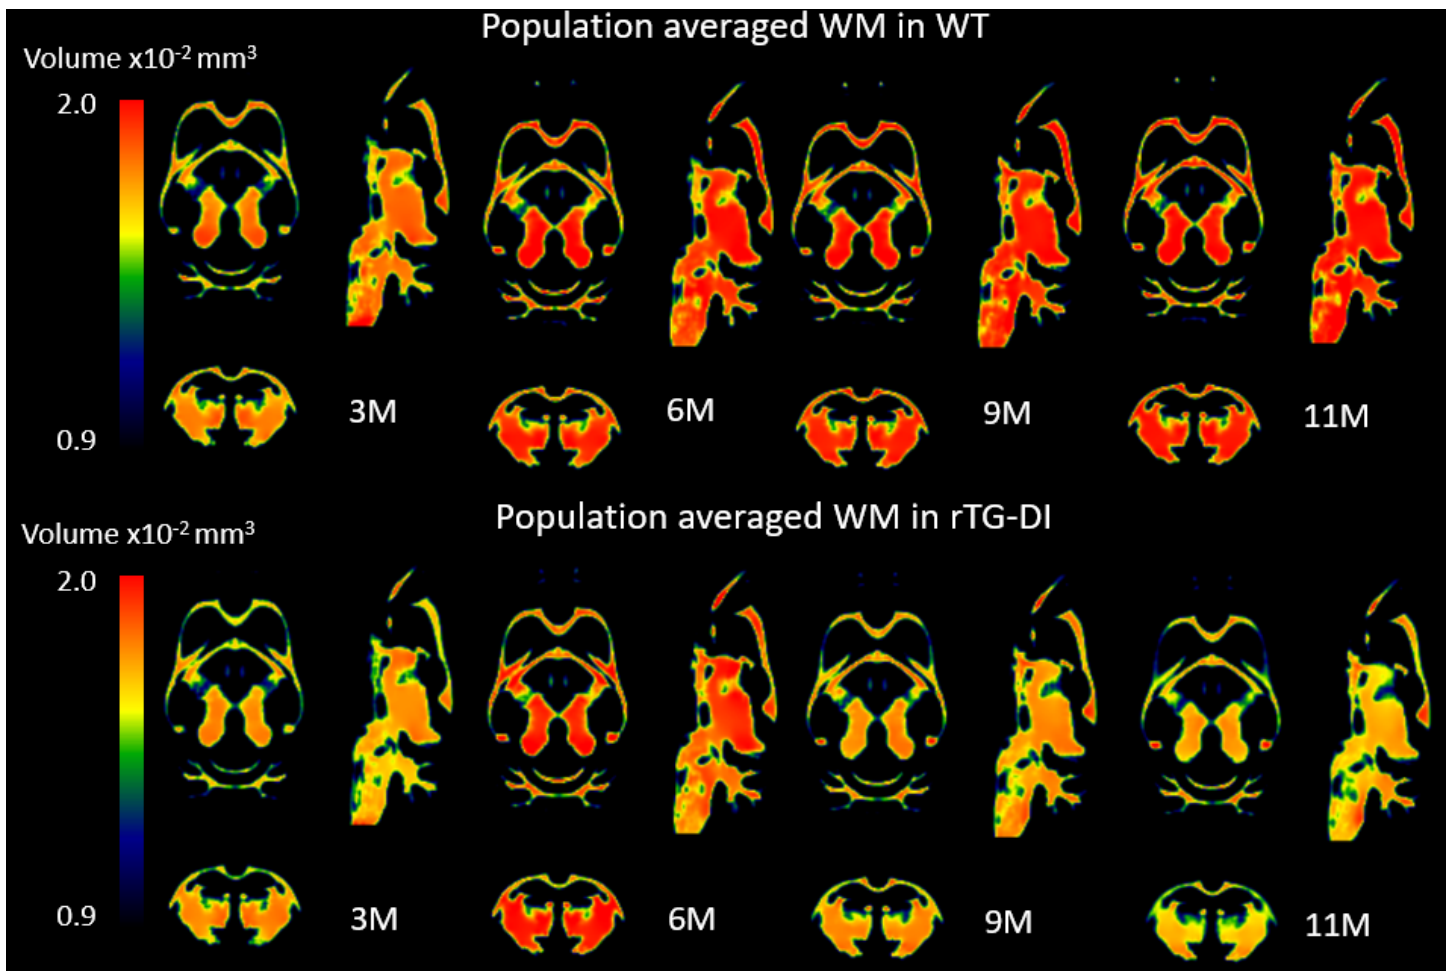 Population averaged WM in WT
Volume x10⁻² mm³
2.0
0.9
3M
6M
9M
11M
Population averaged WM in rTG-DI
Volume x10⁻² mm³
2.0
0.9
3M
6M
9M
11M